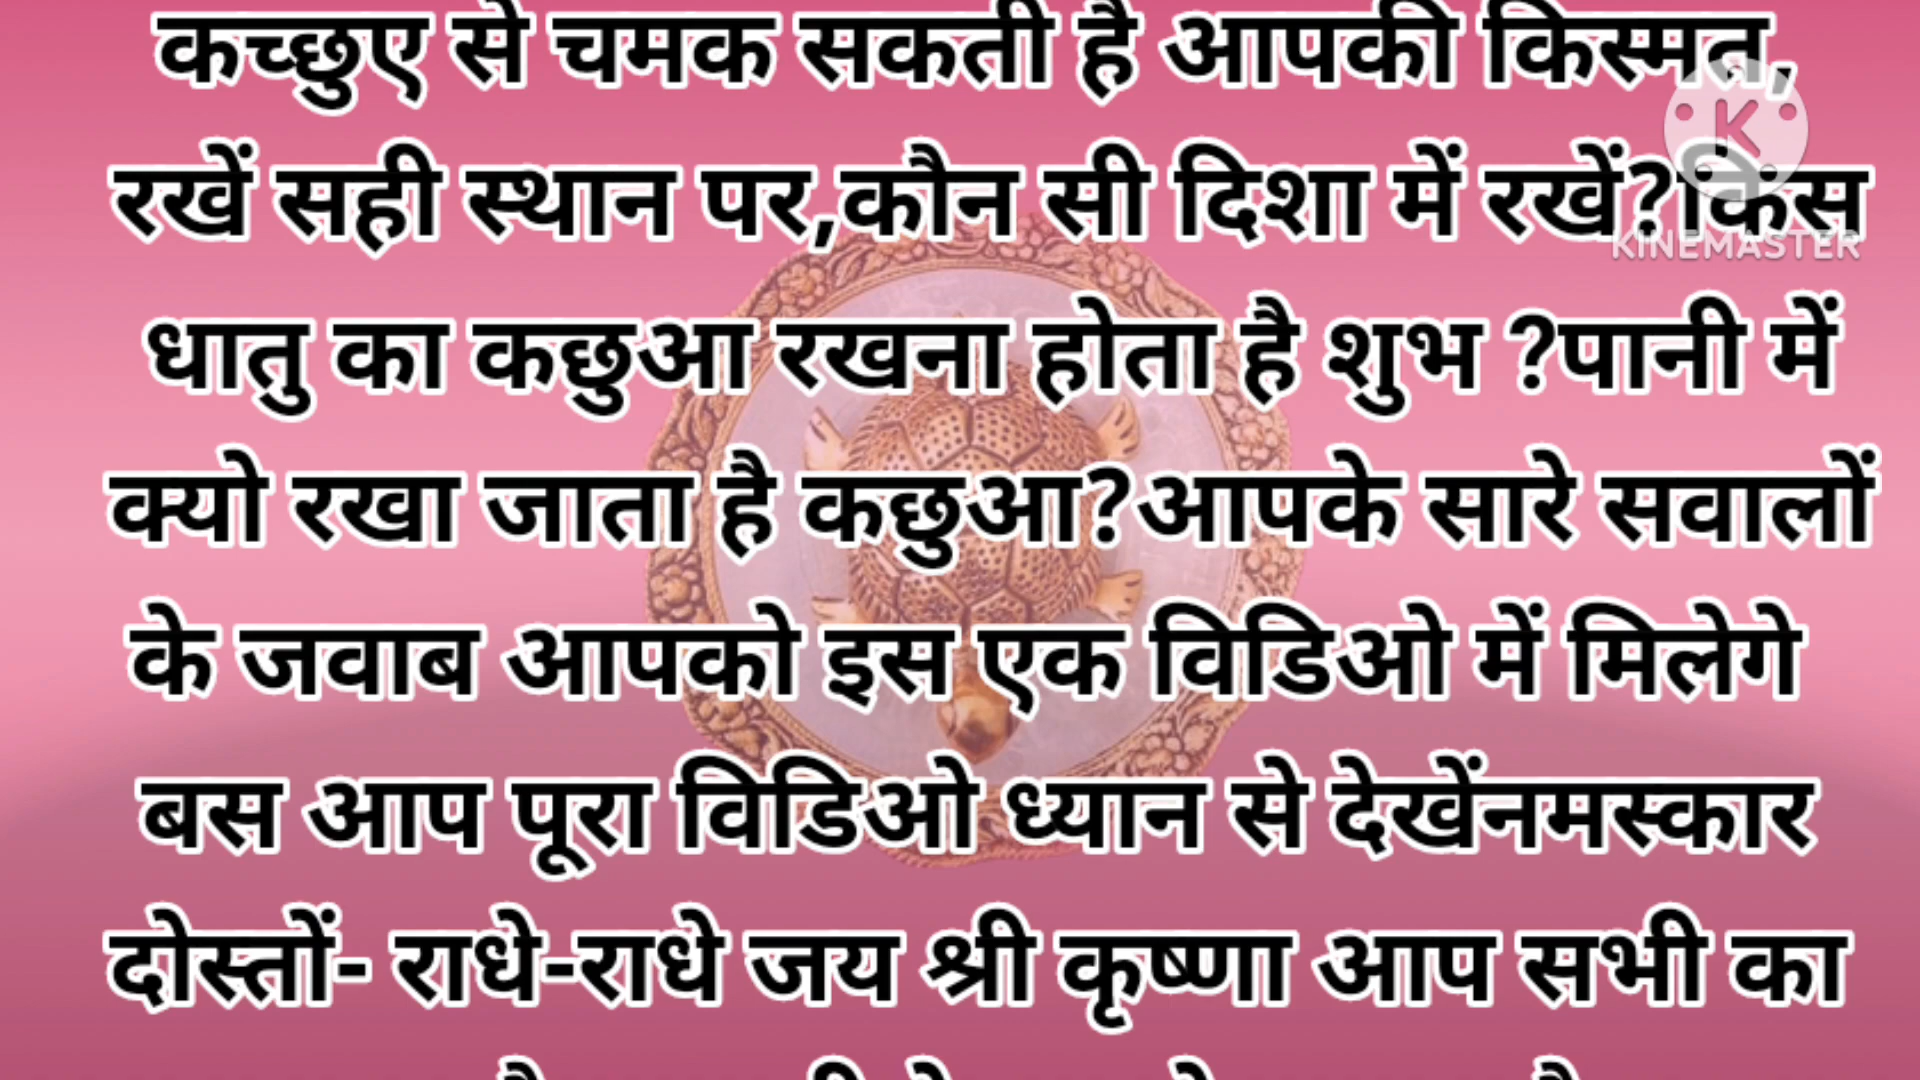 कच्छुए से चमक सकती है आपकी किस्मत,
रखें सही स्थान पर,कौन सी दिशा में रखें?किस
KINEMASTER
धातु का कछुआ रखना होता है शुभ ?पानी में
क्यो रखा जाता है कछुआ?आपके सारे सवालों
के जवाब आपको इस एक विडिओ में मिलेगे
बस आप पूरा विडिओ ध्यान से देखेंनमस्कार
दोस्तों- राधे-राधे जय श्री कृष्णा आप सभी का